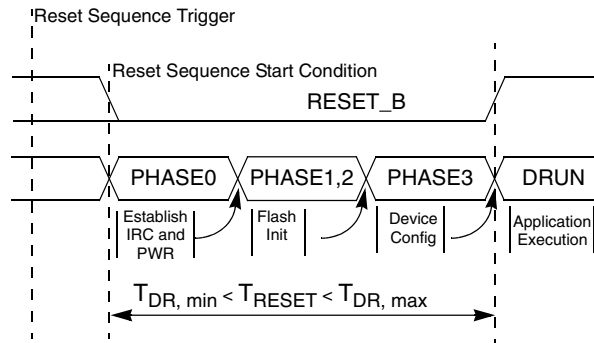 Reset Sequence Trigger
Reset Sequence Start Condition
RESET_B
PHASE0 PHASE1,2 PHASE3 DRUN
Establish
IRC and
PWR
Flash
Init
Device
Config
Application
Execution
TDR, min < TRESET < TDR, max